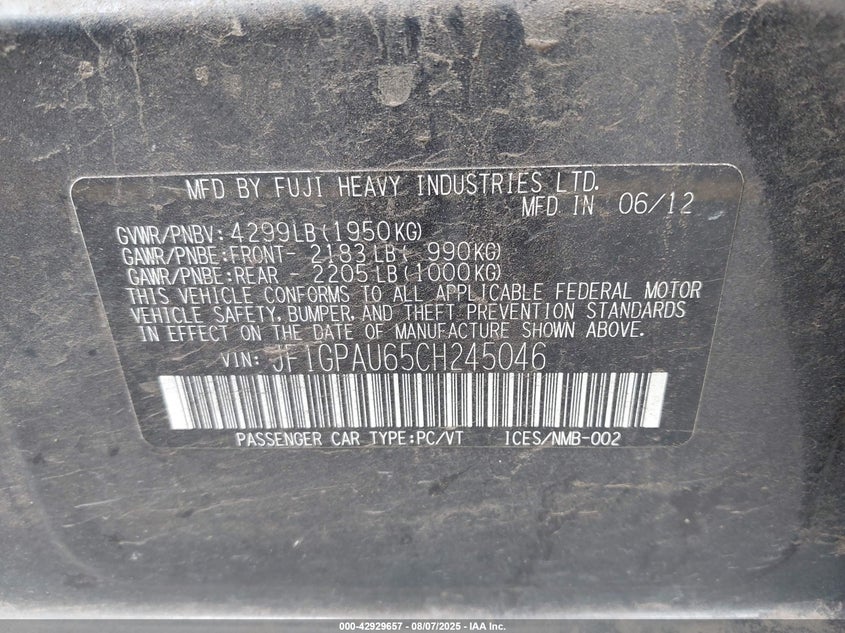 MFD BY FUJI HEAVY INDUSTRIES LTD.
MFD IN 06/12
GVWR/PNBV: 4299LB(1950KG)
GAWR/PNBE:FRONT- 2183LB( 990KG)
GAWR/PNBE:REAR - 2205LB(1000KG)
THIS VEHICLE CONFORMS TO ALL APPLICABLE FEDERAL MOTOR
VEHICLE SAFETY, BUMPER, AND THEFT PREVENTION STANDARDS
IN EFFECT ON THE DATE OF MANUFACTURE SHOWN ABOVE.
VIN: JF1GPAU65CH245046
PASSENGER CAR TYPE:PC/VT ICES/NMB-002
000-42929657 - 08/07/2025 - IAA Inc.